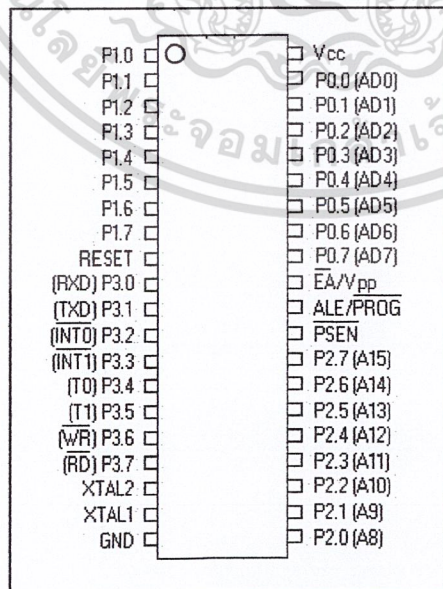 P1.0
P1.1
P1.2
P1.3
P1.4
P1.5
P1.6
P1.7
RESET
(RXD) P3.0
(TXD) P3.1
(INT0) P3.2
(INT1) P3.3
(T0) P3.4
(T1) P3.5
(WR) P3.6
(RD) P3.7
XTAL2
XTAL1
GND
Vcc
P0.0 (AD0)
P0.1 (AD1)
P0.2 (AD2)
P0.3 (AD3)
P0.4 (AD4)
P0.5 (AD5)
P0.6 (AD6)
P0.7 (AD7)
EA/Vpp
ALE/PROG
PSEN
P2.7 (A15)
P2.6 (A14)
P2.5 (A13)
P2.4 (A12)
P2.3 (A11)
P2.2 (A10)
P2.1 (A9)
P2.0 (A8)